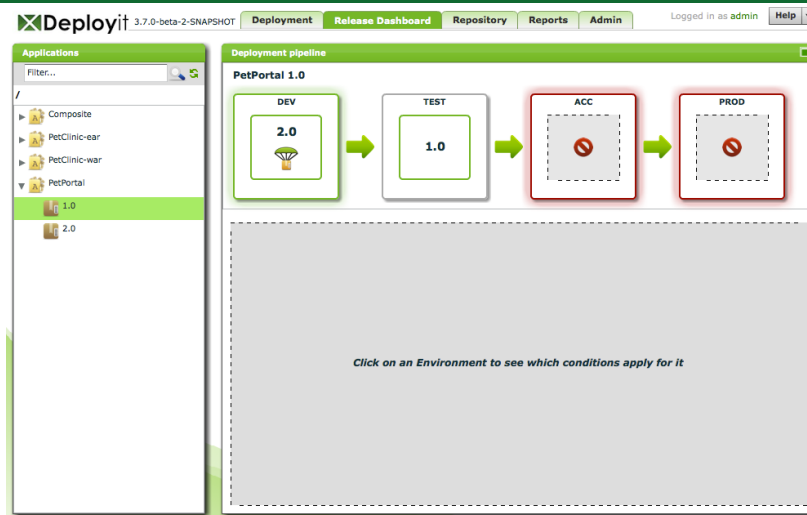 Deployit 3.7.0-beta-2-SNAPSHOT Deployment Release Dashboard Repository Reports Admin Logged in as admin Help
Applications
Filter...
/
Composite
PetClinic-ear
PetClinic-war
PetPortal
1.0
2.0
Deployment pipeline
PetPortal 1.0
DEV TEST ACC PROD
2.0 1.0
Click on an Environment to see which conditions apply for it